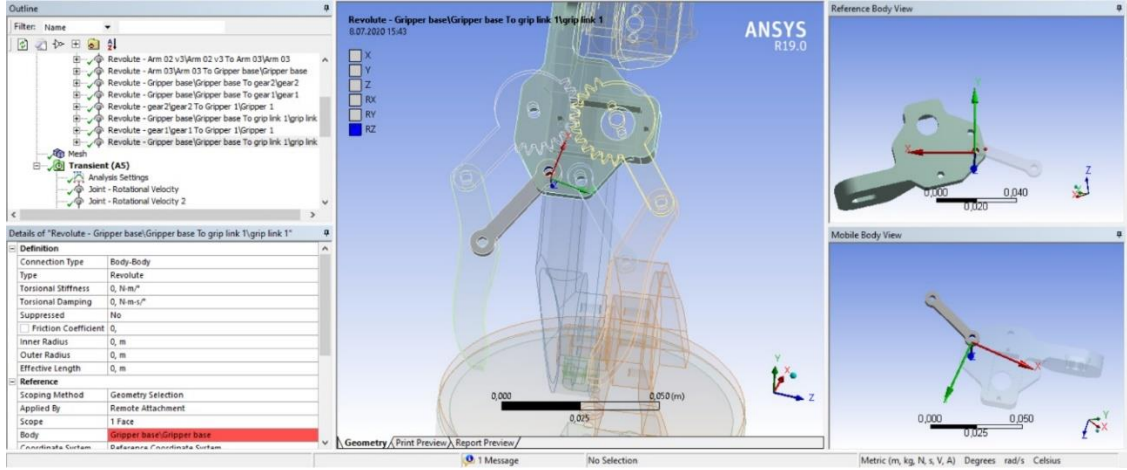 Outline
Filter: Name
Revolute - Arm 02 v3\Arm 02 v3 To Arm 03\Arm 03
Revolute - Arm 03\Arm 03 To Gripper base\Gripper base
Revolute - Gripper base\Gripper base To gear2\gear2
Revolute - Gripper base\Gripper base To gear1\gear1
Revolute - gear2\gear2 To Gripper 1\Gripper 1
Revolute - Gripper base\Gripper base To grip link 1\grip link
Revolute - gear1\gear1 To Gripper 1\Gripper 1
Revolute - Gripper base\Gripper base To grip link 1\grip link
Mesh
Transient (A5)
Analysis Settings
Joint - Rotational Velocity
Joint - Rotational Velocity 2
Details of "Revolute - Gripper base\Gripper base To grip link 1\grip link 1"
Definition
Connection Type Body-Body
Type Revolute
Torsional Stiffness 0, N·m/°
Torsional Damping 0, N·m·s/°
Suppressed No
Friction Coefficient 0,
Inner Radius 0, m
Outer Radius 0, m
Effective Length 0, m
Reference
Scoping Method Geometry Selection
Applied By Remote Attachment
Scope 1 Face
Body Gripper base\Gripper base
Coordinate System Reference Coordinate System
Revolute - Gripper base\Gripper base To grip link 1\grip link 1
8.07.2020 15:43
X
Y
Z
RX
RY
RZ
ANSYS
R19.0
0,000 0,050 (m)
0,025
Y
X
Z
Geometry Print Preview Report Preview
Reference Body View
Y
X
Z
0,000 0,040
0,020
Z
Mobile Body View
X
Y
0,000 0,050
0,025
Y
Z X
1 Message No Selection Metric (m, kg, N, s, V, A) Degrees rad/s Celsius